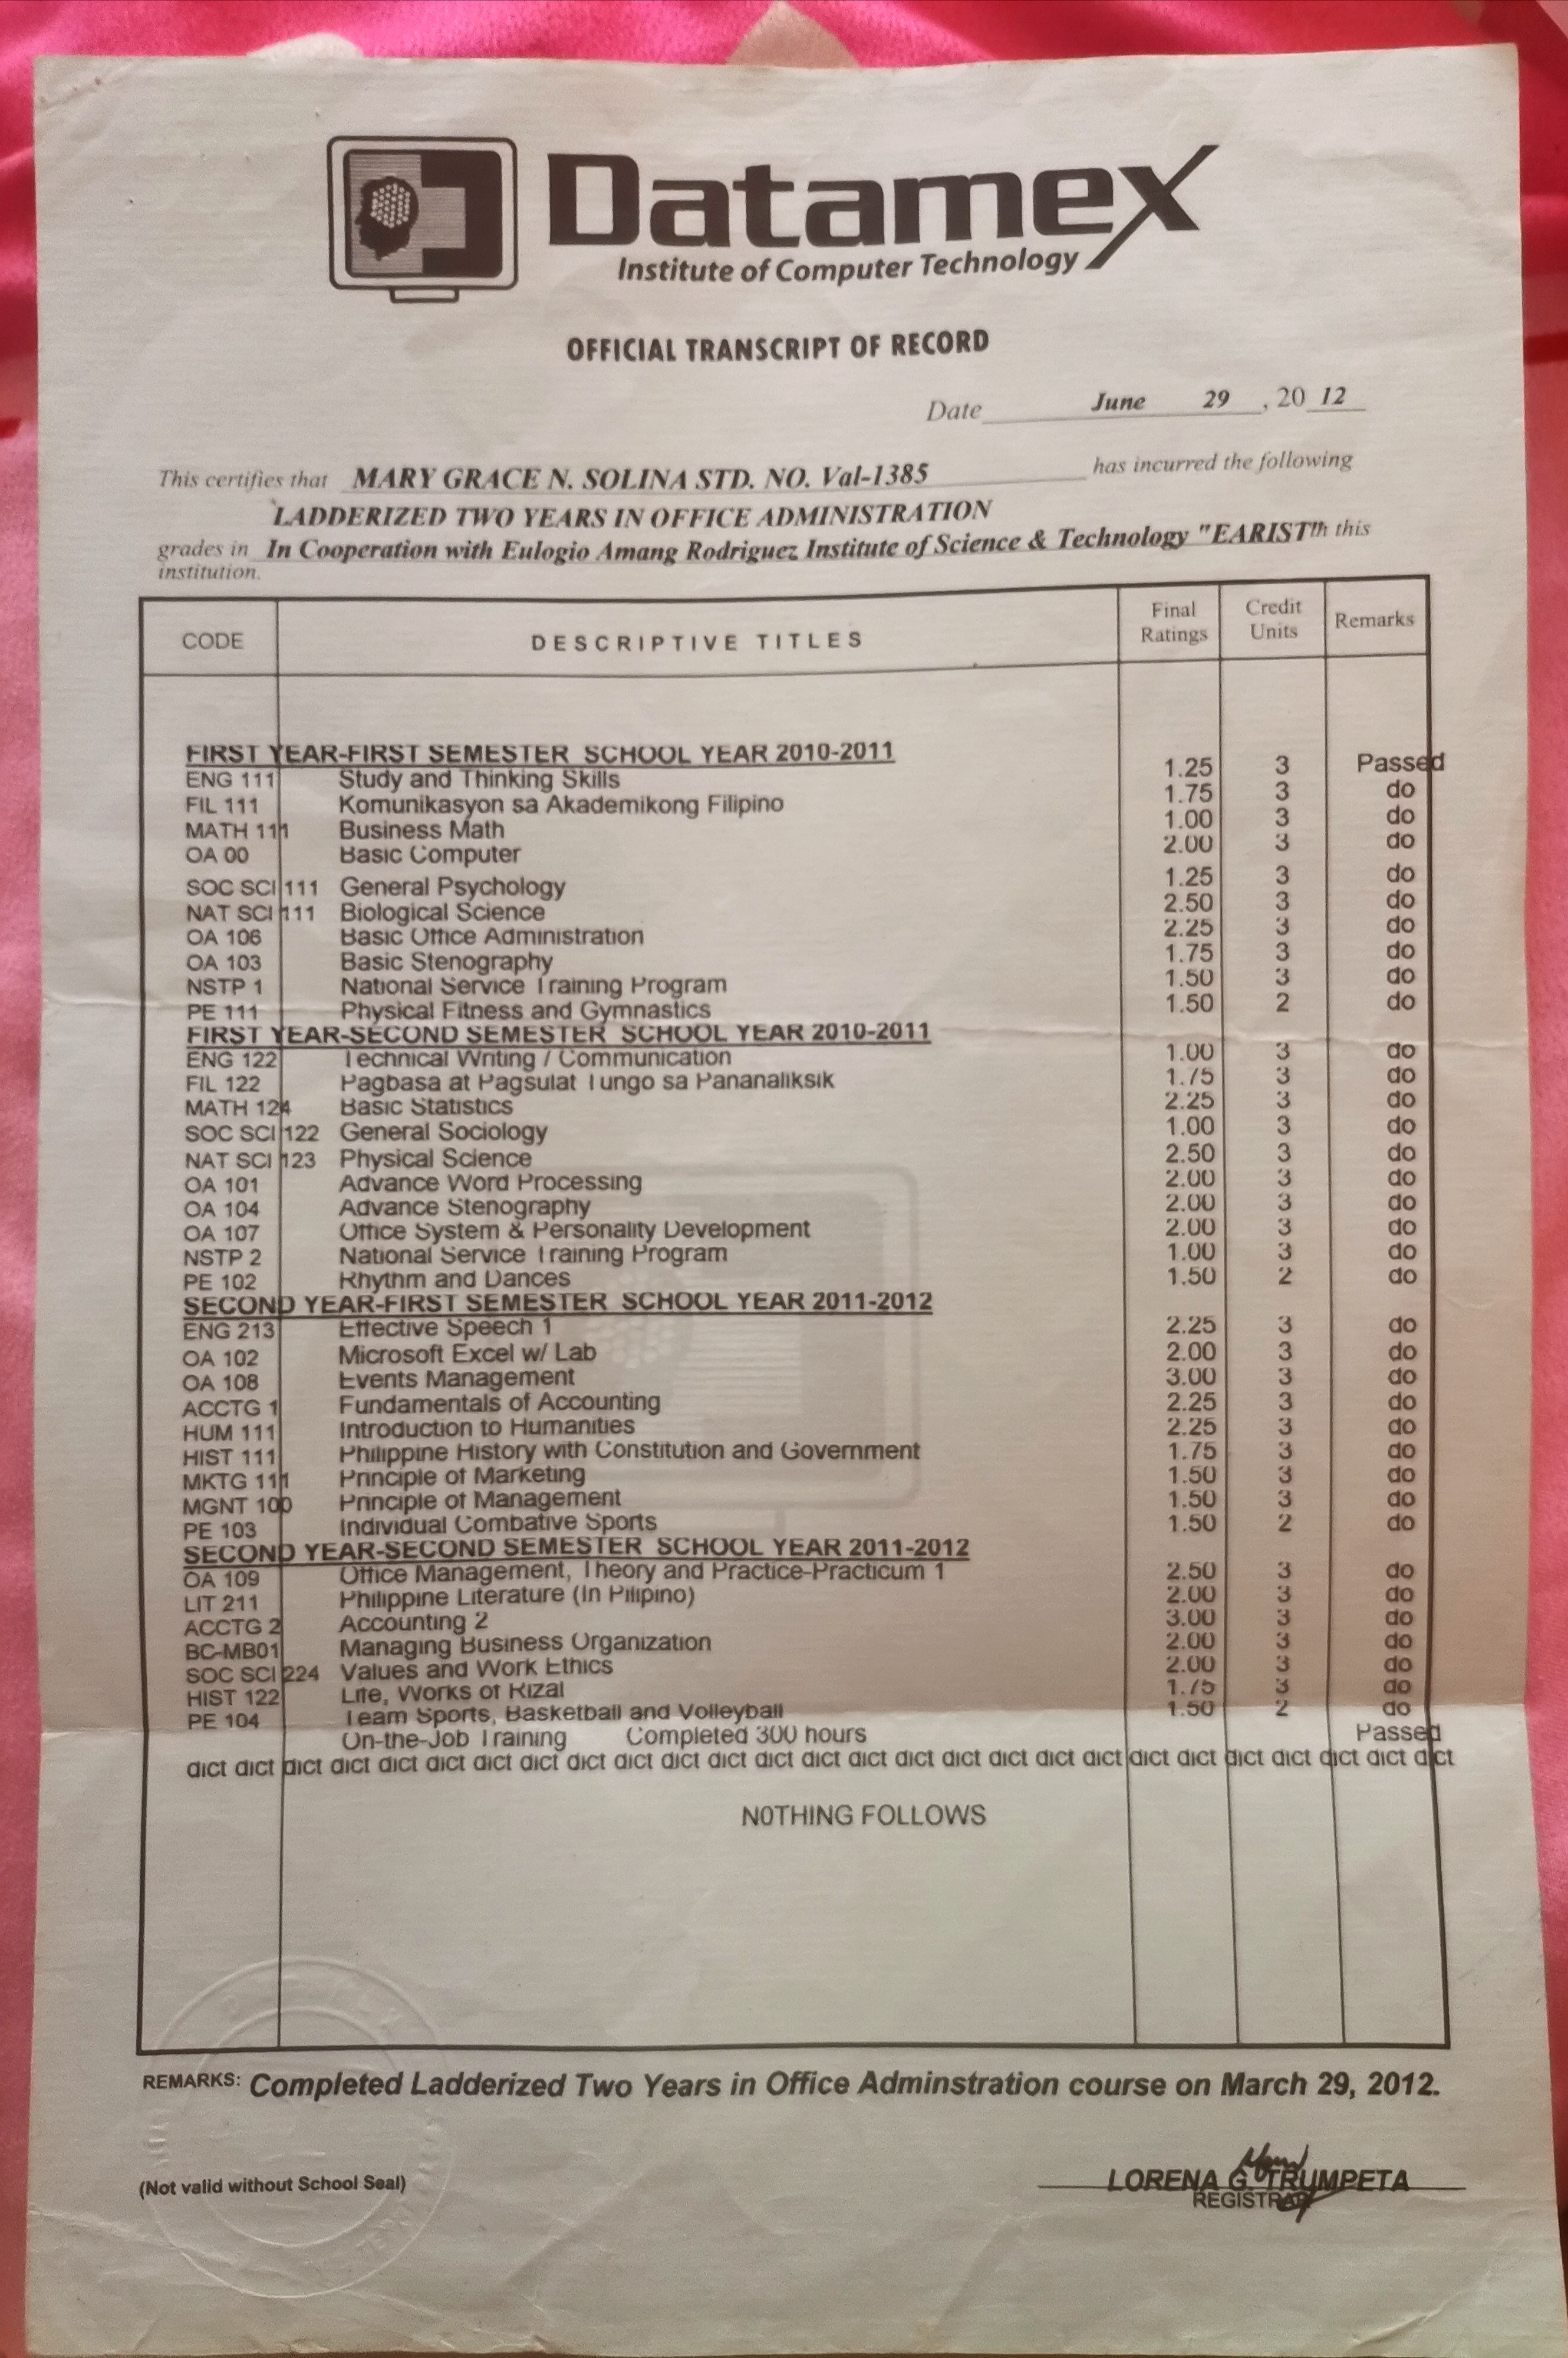 Datamex
Institute of Computer Technology
OFFICIAL TRANSCRIPT OF RECORD
Date June 29 , 20 12
This certifies that MARY GRACE N. SOLINA STD. NO. Val-1385 has incurred the following
LADDERIZED TWO YEARS IN OFFICE ADMINISTRATION
grades in In Cooperation with Eulogio Amang Rodriguez Institute of Science & Technology "EARIST" this
institution.
CODE DESCRIPTIVE TITLES Final Ratings Credit Units Remarks
FIRST YEAR-FIRST SEMESTER SCHOOL YEAR 2010-2011
ENG 111 Study and Thinking Skills 1.25 3 Passed
FIL 111 Komunikasyon sa Akademikong Filipino 1.75 3 do
MATH 111 Business Math 1.00 3 do
OA 00 Basic Computer 2.00 3 do
SOC SCI 111 General Psychology 1.25 3 do
NAT SCI 111 Biological Science 2.50 3 do
OA 106 Basic Office Administration 2.25 3 do
OA 103 Basic Stenography 1.75 3 do
NSTP 1 National Service Training Program 1.50 3 do
PE 111 Physical Fitness and Gymnastics 1.50 2 do
FIRST YEAR-SECOND SEMESTER SCHOOL YEAR 2010-2011
ENG 122 Technical Writing / Communication 1.00 3 do
FIL 122 Pagbasa at Pagsulat Tungo sa Pananaliksik 1.75 3 do
MATH 124 Basic Statistics 2.25 3 do
SOC SCI 122 General Sociology 1.00 3 do
NAT SCI 123 Physical Science 2.50 3 do
OA 101 Advance Word Processing 2.00 3 do
OA 104 Advance Stenography 2.00 3 do
OA 107 Office System & Personality Development 2.00 3 do
NSTP 2 National Service Training Program 1.00 3 do
PE 102 Rhythm and Dances 1.50 2 do
SECOND YEAR-FIRST SEMESTER SCHOOL YEAR 2011-2012
ENG 213 Effective Speech 1 2.25 3 do
OA 102 Microsoft Excel w/ Lab 2.00 3 do
OA 108 Events Management 3.00 3 do
ACCTG 1 Fundamentals of Accounting 2.25 3 do
HUM 111 Introduction to Humanities 2.25 3 do
HIST 111 Philippine History with Constitution and Government 1.75 3 do
MKTG 111 Principle of Marketing 1.50 3 do
MGNT 100 Principle of Management 1.50 3 do
PE 103 Individual Combative Sports 1.50 2 do
SECOND YEAR-SECOND SEMESTER SCHOOL YEAR 2011-2012
OA 109 Office Management, Theory and Practice-Practicum 1 2.50 3 do
LIT 211 Philippine Literature (In Pilipino) 2.00 3 do
ACCTG 2 Accounting 2 3.00 3 do
BC-MB01 Managing Business Organization 2.00 3 do
SOC SCI 224 Values and Work Ethics 2.00 3 do
HIST 122 Life, Works of Rizal 1.75 3 do
PE 104 Team Sports, Basketball and Volleyball 1.50 2 do
On-the-Job Training Completed 300 hours Passed
dict dict dict dict dict dict dict dict dict dict dict dict dict dict dict dict dict dict dict dict dict dict dict dict dict dict dict
N0THING FOLLOWS
REMARKS: Completed Ladderized Two Years in Office Adminstration course on March 29, 2012.
(Not valid without School Seal)
LORENA G. TRUMPETA
REGISTRAR